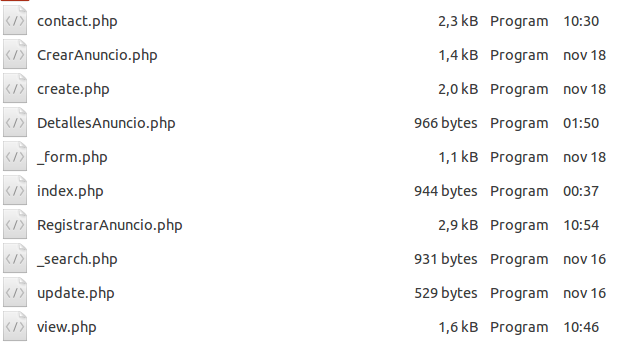 contact.php 2,3 kB Program 10:30
CrearAnuncio.php 1,4 kB Program nov 18
create.php 2,0 kB Program nov 18
DetallesAnuncio.php 966 bytes Program 01:50
_form.php 1,1 kB Program nov 18
index.php 944 bytes Program 00:37
RegistrarAnuncio.php 2,9 kB Program 10:54
_search.php 931 bytes Program nov 16
update.php 529 bytes Program nov 16
view.php 1,6 kB Program 10:46